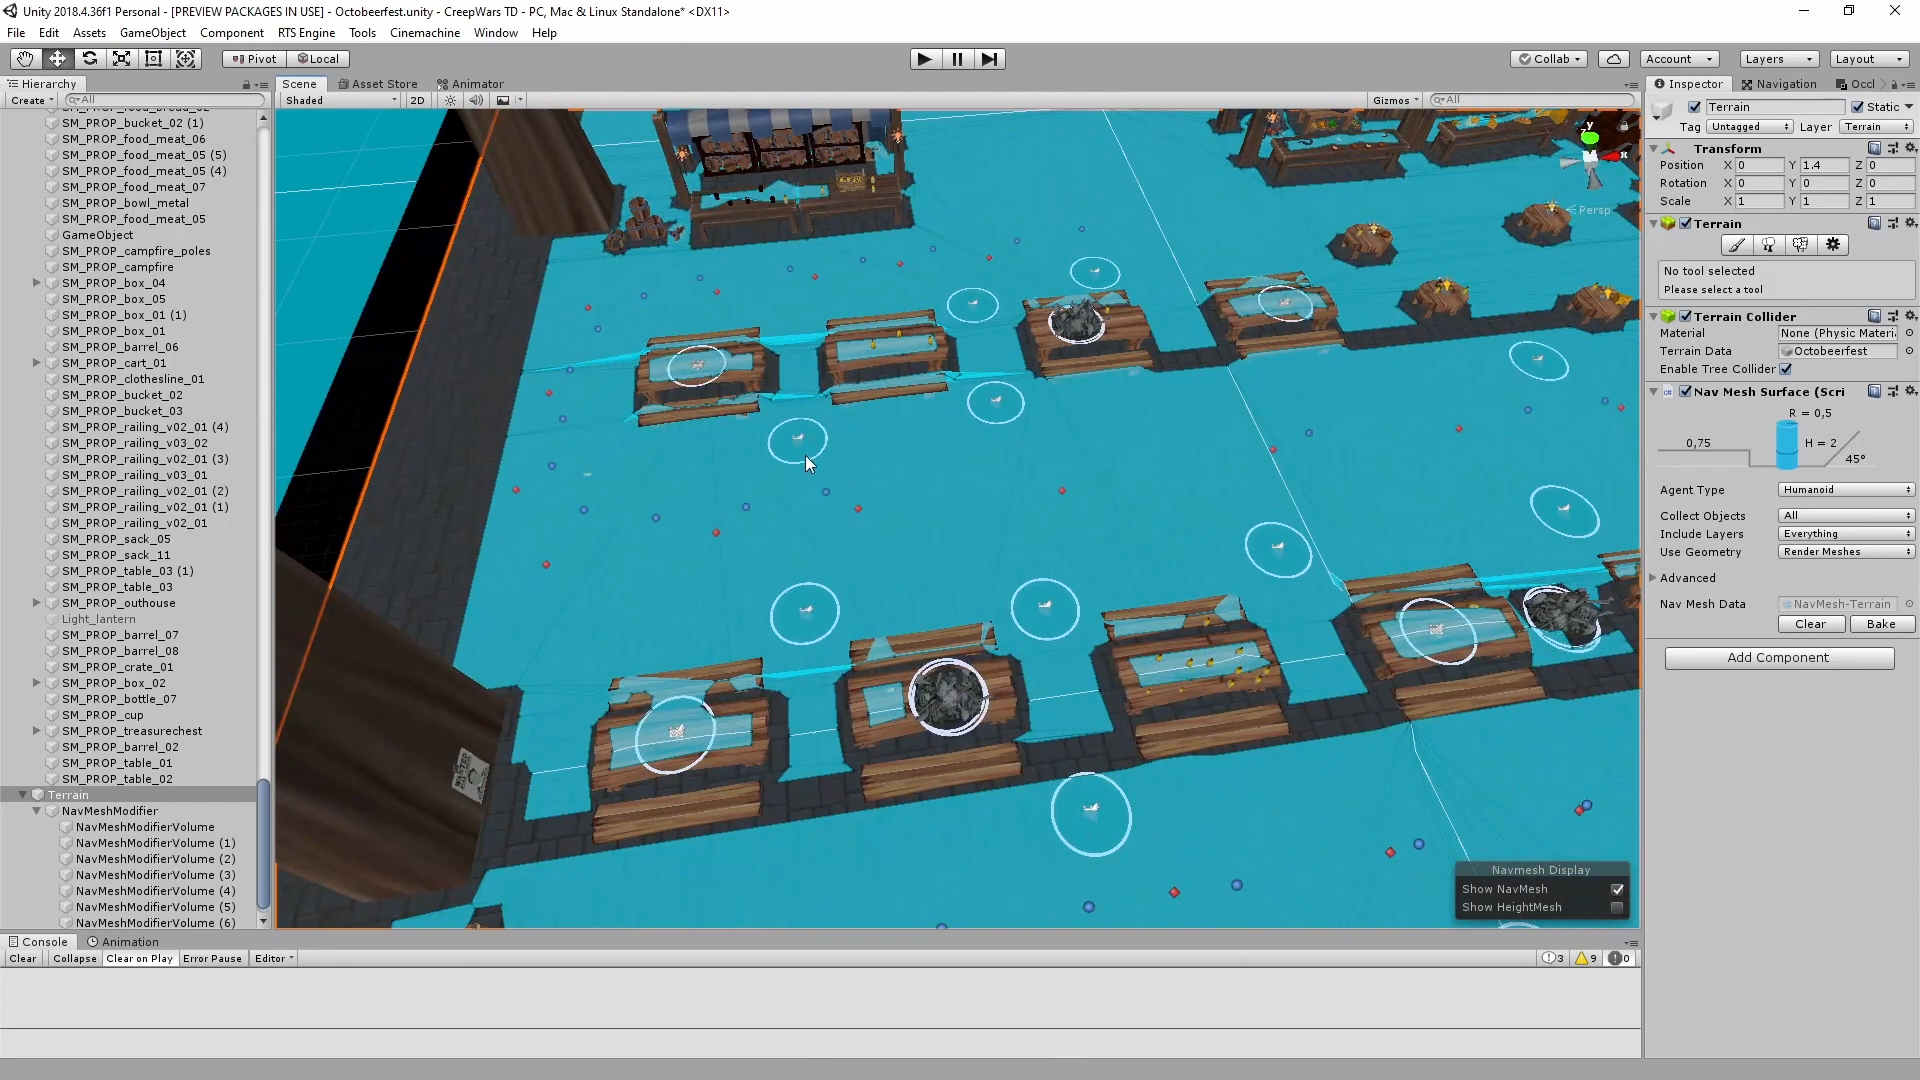 Unity 2018.4.36f1 Personal - [PREVIEW PACKAGES IN USE] - Octobeerfest.unity - CreepWars TD - PC, Mac & Linux Standalone* <DX11>
File Edit Assets GameObject Component RTS Engine Tools Cinemachine Window Help
Pivot Local Collab Account Layers Layout
Hierarchy Scene Asset Store Animator Inspector Navigation Occl
Create All Shaded 2D Gizmos All
SM_PROP_food_bread_02
SM_PROP_bucket_02 (1)
SM_PROP_food_meat_06
SM_PROP_food_meat_05 (5)
SM_PROP_food_meat_05 (4)
SM_PROP_food_meat_07
SM_PROP_bowl_metal
SM_PROP_food_meat_05
GameObject
SM_PROP_campfire_poles
SM_PROP_campfire
SM_PROP_box_04
SM_PROP_box_05
SM_PROP_box_01 (1)
SM_PROP_box_01
SM_PROP_barrel_06
SM_PROP_cart_01
SM_PROP_clothesline_01
SM_PROP_bucket_02
SM_PROP_bucket_03
SM_PROP_railing_v02_01 (4)
SM_PROP_railing_v03_02
SM_PROP_railing_v02_01 (3)
SM_PROP_railing_v03_01
SM_PROP_railing_v02_01 (2)
SM_PROP_railing_v02_01 (1)
SM_PROP_railing_v02_01
SM_PROP_sack_05
SM_PROP_sack_11
SM_PROP_table_03 (1)
SM_PROP_table_03
SM_PROP_outhouse
Light_lantern
SM_PROP_barrel_07
SM_PROP_barrel_08
SM_PROP_crate_01
SM_PROP_box_02
SM_PROP_bottle_07
SM_PROP_cup
SM_PROP_treasurechest
SM_PROP_barrel_02
SM_PROP_table_01
SM_PROP_table_02
Terrain
NavMeshModifier
NavMeshModifierVolume
NavMeshModifierVolume (1)
NavMeshModifierVolume (2)
NavMeshModifierVolume (3)
NavMeshModifierVolume (4)
NavMeshModifierVolume (5)
NavMeshModifierVolume (6)
y
x
Persp
WANTED
Navmesh Display
Show NavMesh
Show HeightMesh
Terrain Static
Tag Untagged Layer Terrain
Transform
Position X 0 Y 1.4 Z 0
Rotation X 0 Y 0 Z 0
Scale X 1 Y 1 Z 1
Terrain
No tool selected
Please select a tool
Terrain Collider
Material None (Physic Materi
Terrain Data Octobeerfest
Enable Tree Collider
Nav Mesh Surface (Scri
R = 0,5
0,75 H = 2
45°
Agent Type Humanoid
Collect Objects All
Include Layers Everything
Use Geometry Render Meshes
Advanced
Nav Mesh Data NavMesh-Terrain
Clear Bake
Add Component
Console Animation
Clear Collapse Clear on Play Error Pause Editor 3 9 0